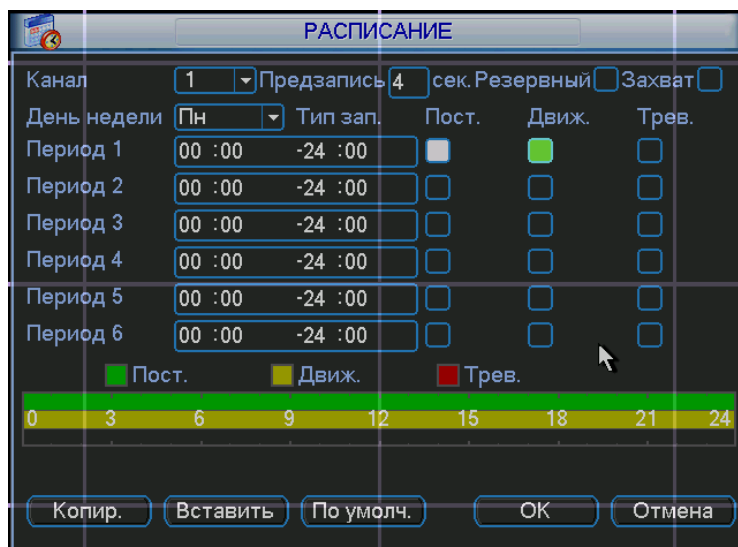 РАСПИСАНИЕ
Канал 1 Предзапись 4 сек. Резервный Захват
День недели Пн Тип зап. Пост. Движ. Трев.
Период 1 00 :00 -24 :00
Период 2 00 :00 -24 :00
Период 3 00 :00 -24 :00
Период 4 00 :00 -24 :00
Период 5 00 :00 -24 :00
Период 6 00 :00 -24 :00
Пост. Движ. Трев.
0 3 6 9 12 15 18 21 24
Копир. Вставить По умолч. OK Отмена